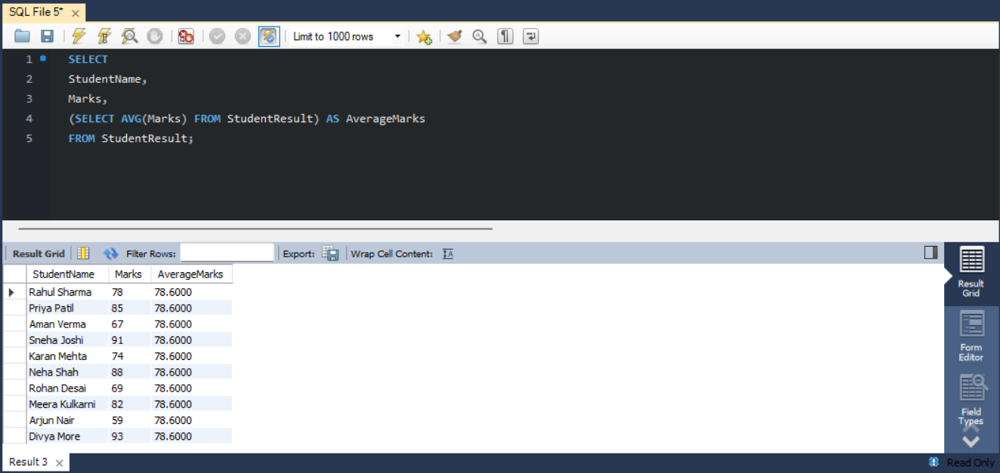 SQL File 5*
Limit to 1000 rows
1 SELECT
2 StudentName,
3 Marks,
4 (SELECT AVG(Marks) FROM StudentResult) AS AverageMarks
5 FROM StudentResult;
Result Grid Filter Rows: Export: Wrap Cell Content:
StudentName Marks AverageMarks
Rahul Sharma 78 78.6000
Priya Patil 85 78.6000
Aman Verma 67 78.6000
Sneha Joshi 91 78.6000
Karan Mehta 74 78.6000
Neha Shah 88 78.6000
Rohan Desai 69 78.6000
Meera Kulkarni 82 78.6000
Arjun Nair 59 78.6000
Divya More 93 78.6000
Result
Grid
Form
Editor
Field
Types
Result 3
Read Only